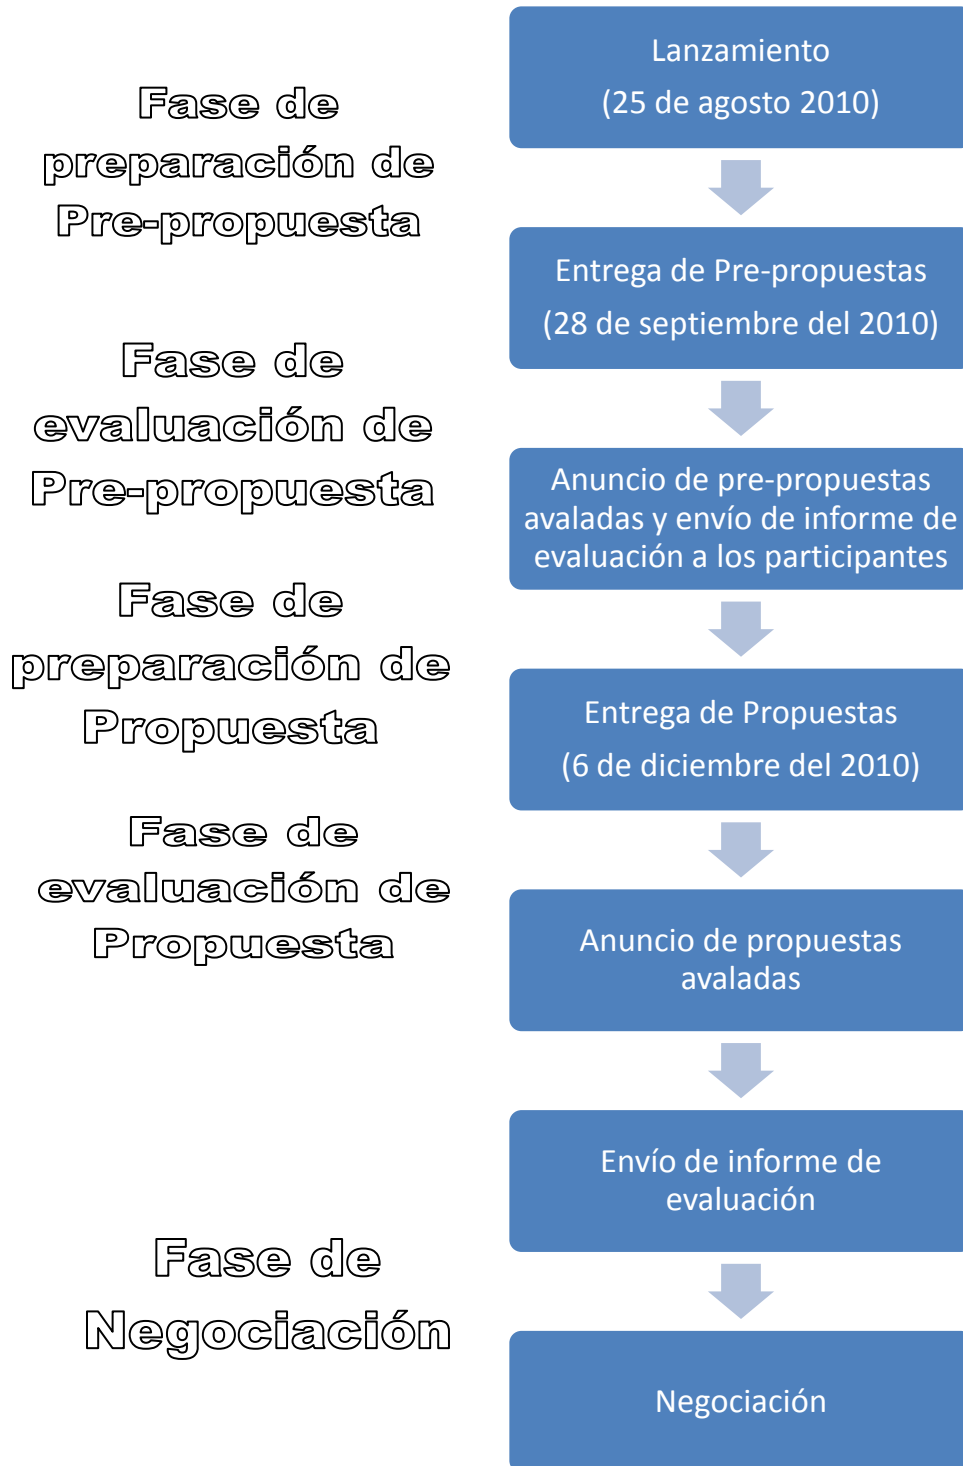 Lanzamiento
(25 de agosto 2010)
Fase de
preparación de
Pre-propuesta
Entrega de Pre-propuestas
(28 de septiembre del 2010)
Fase de
evaluación de
Pre-propuesta
Anuncio de pre-propuestas
avaladas y envío de informe de
evaluación a los participantes
Fase de
preparación de
Propuesta
Entrega de Propuestas
(6 de diciembre del 2010)
Fase de
evaluación de
Propuesta
Anuncio de propuestas
avaladas
Envío de informe de
evaluación
Fase de
Negociación
Negociación